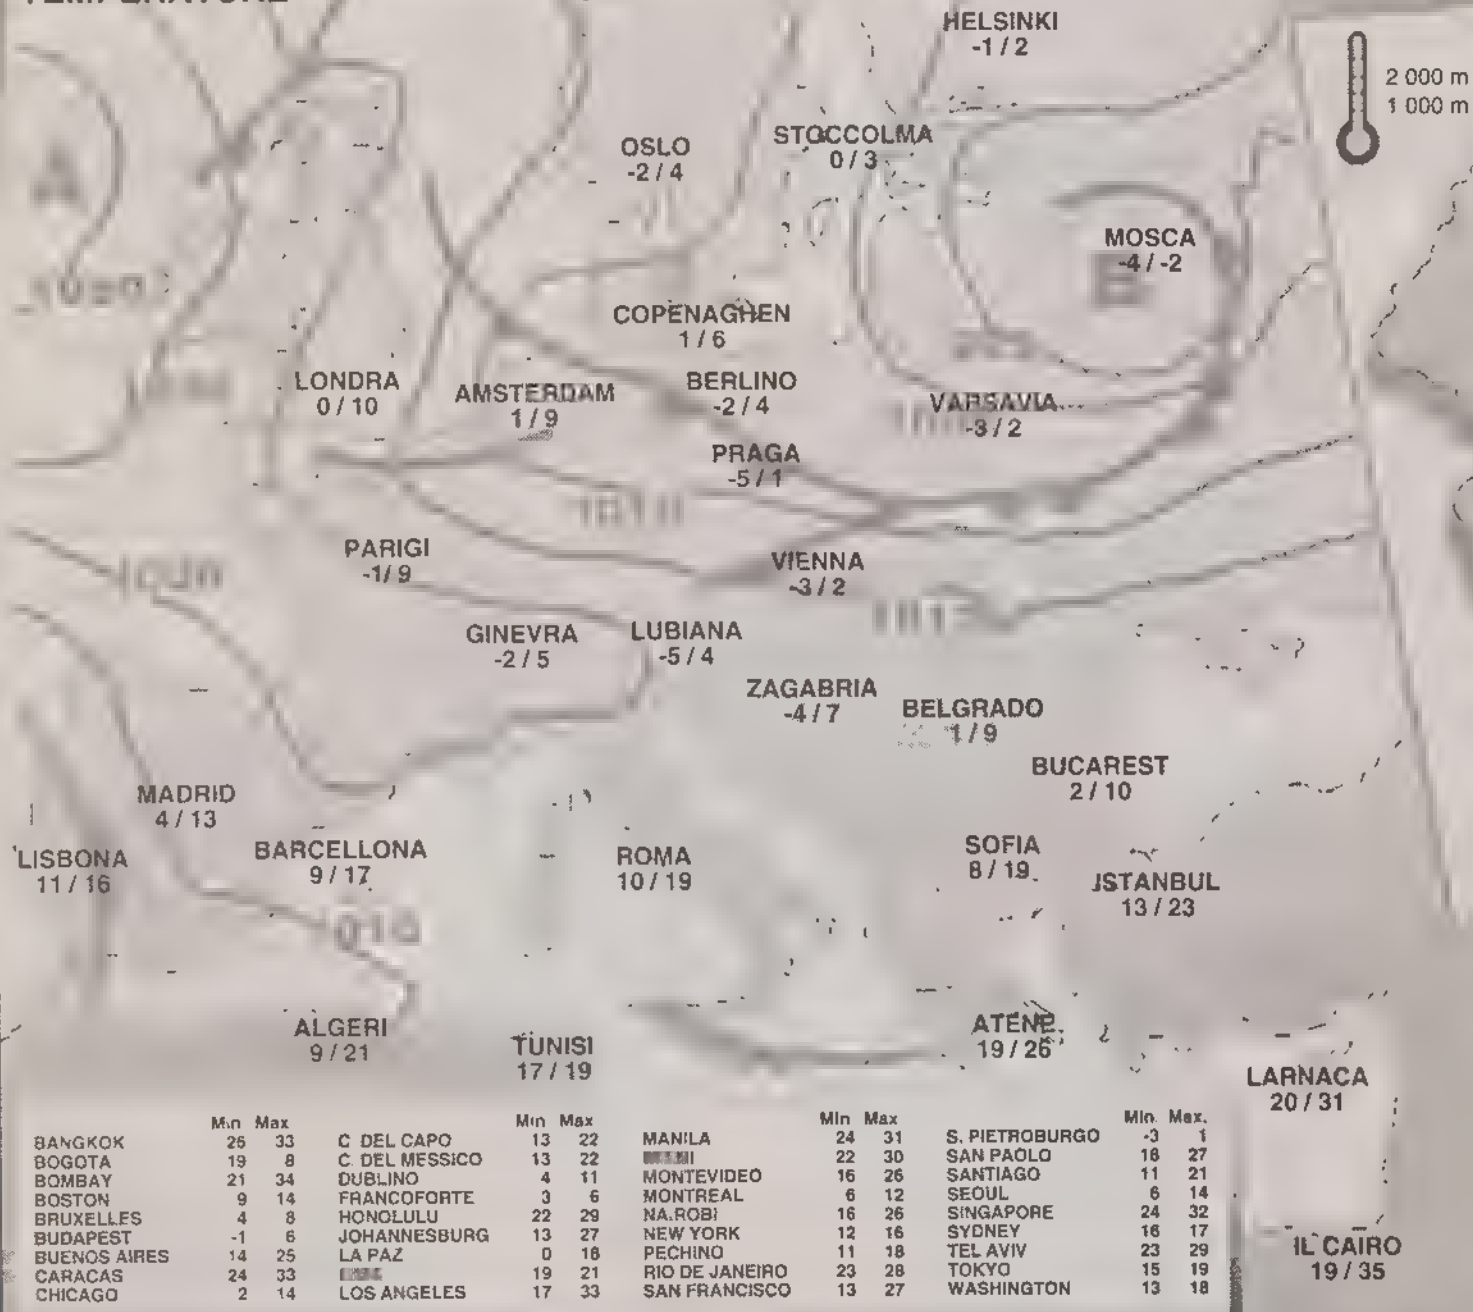 TEMPERATURE
HELSINKI
-1 / 2
2 000 m
1 000 m
STOCCOLMA
0 / 3
OSLO
-2 / 4
A
MOSCA
-4 / -2
B
COPENAGHEN
1 / 6
LONDRA
0 / 10
AMSTERDAM
1 / 9
BERLINO
-2 / 4
VARSAVIA
-3 / 2
PRAGA
-5 / 1
1010
PARIGI
-1 / 9
VIENNA
-3 / 2
GINEVRA
-2 / 5
LUBIANA
-5 / 4
ZAGABRIA
-4 / 7
BELGRADO
1 / 9
BUCAREST
2 / 10
MADRID
4 / 13
LISBONA
11 / 16
BARCELLONA
9 / 17
ROMA
10 / 19
SOFIA
8 / 19
ISTANBUL
13 / 23
ALGERI
9 / 21
TUNISI
17 / 19
ATENE
19 / 26
LARNACA
20 / 31
Min Max
BANGKOK 26 33
BOGOTA 19 8
BOMBAY 21 34
BOSTON 9 14
BRUXELLES 4 8
BUDAPEST -1 6
BUENOS AIRES 14 25
CARACAS 24 33
CHICAGO 2 14
Min Max
C DEL CAPO 13 22
C. DEL MESSICO 13 22
DUBLINO 4 11
FRANCOFORTE 3 6
HONOLULU 22 29
JOHANNESBURG 13 27
LA PAZ 0 18
19 21
LOS ANGELES 17 33
Min Max
MANILA 24 31
22 30
MONTEVIDEO 16 26
MONTREAL 6 12
NAIROBI 16 26
NEW YORK 12 16
PECHINO 11 18
RIO DE JANEIRO 23 28
SAN FRANCISCO 13 27
Min. Max.
S. PIETROBURGO -3 1
SAN PAOLO 18 27
SANTIAGO 11 21
SEOUL 6 14
SINGAPORE 24 32
SYDNEY 16 17
TEL AVIV 23 29
TOKYO 15 19
WASHINGTON 13 18
IL CAIRO
19 / 35